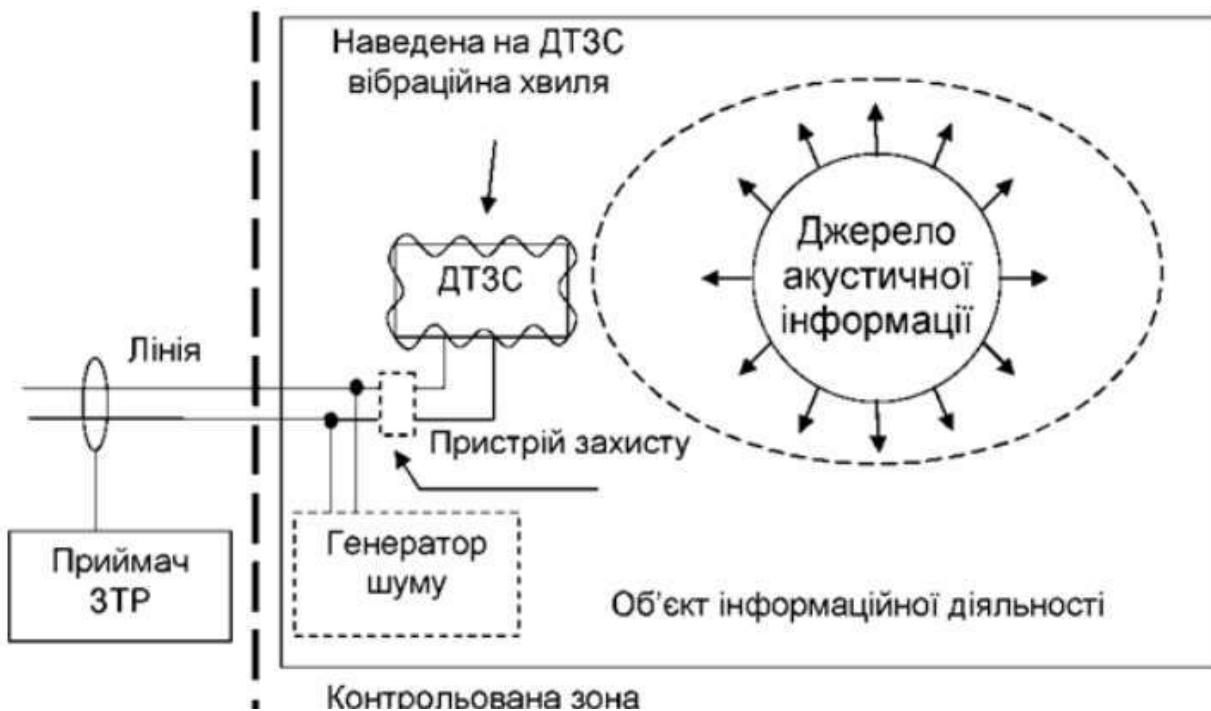 Наведена на ДТЗС
вібраційна хвиля
ДТЗС
Джерело
акустичної
інформації
Лінія
Пристрій захисту
Приймач
ЗТР
Генератор
шуму
Об'єкт інформаційної діяльності
Контрольована зона